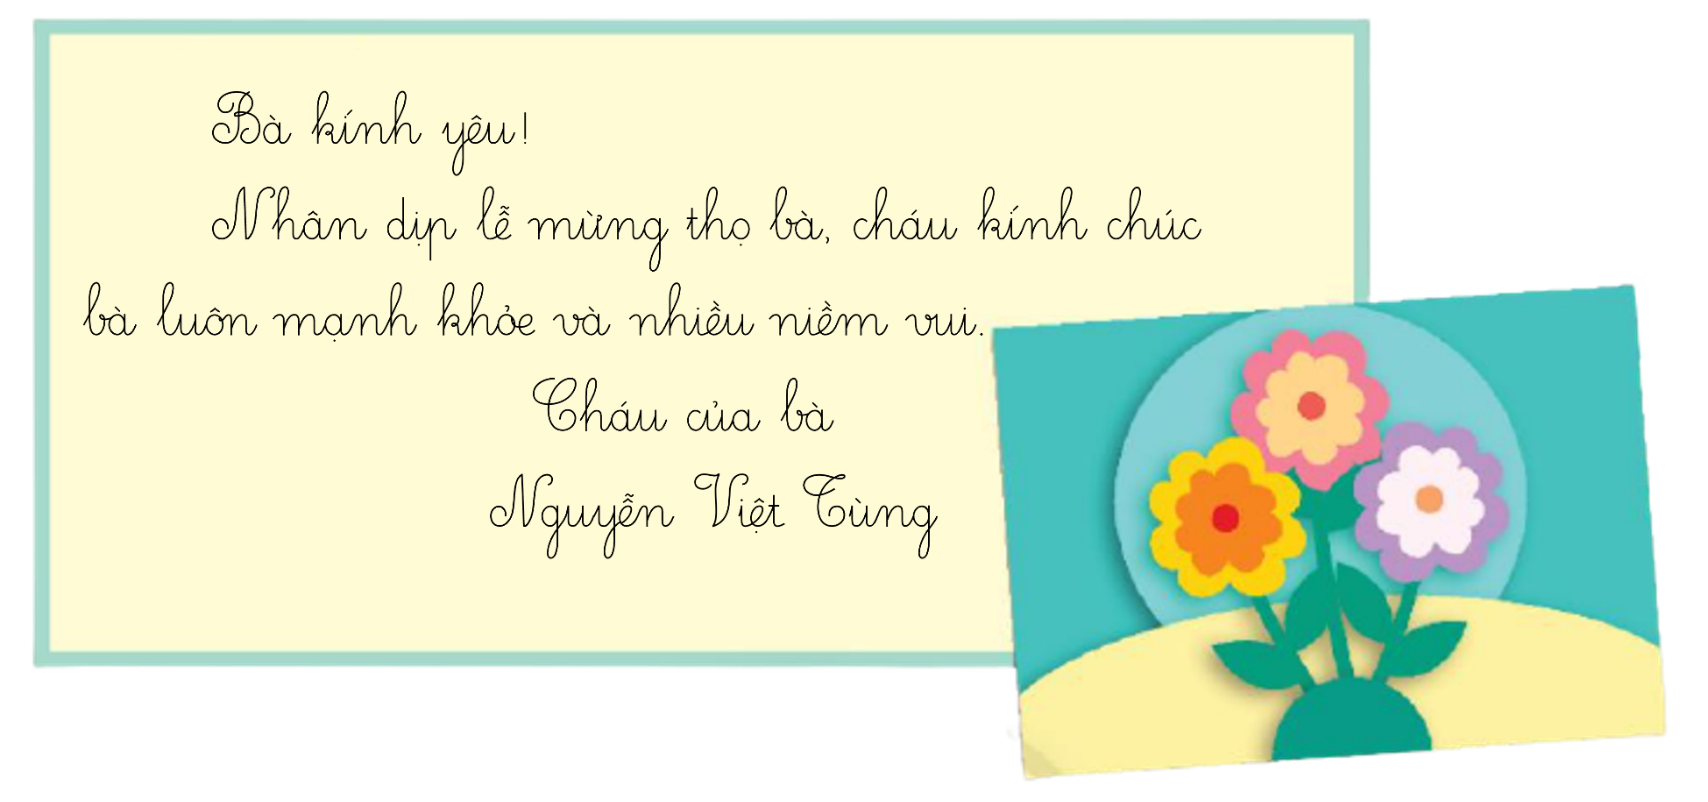 Bà kính yêu!
Nhân dịp lễ mừng thọ bà, cháu kính chúc
bà luôn mạnh khỏe và nhiều niềm vui.
Cháu của bà
Nguyễn Việt Tùng